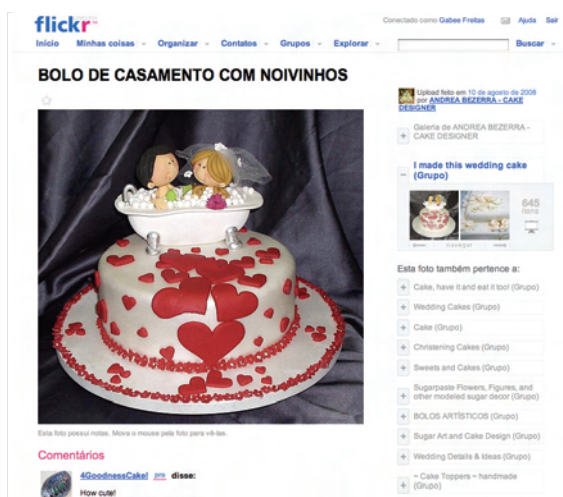 flickr
Conectado como Gabee Freitas
Ajuda
Sair
Início
Minhas coisas
Organizar
Contatos
Grupos
Explorar
Buscar
BOLO DE CASAMENTO COM NOIVINHOS
Upload feito em 10 de agosto de 2008
por ANDREA BEZERRA - CAKE
DESIGNER
Galeria de ANDREA BEZERRA -
CAKE DESIGNER
I made this wedding cake
(Grupo)
645
items
navegar
Esta foto também pertence a:
Cake, have it and eat it too! (Grupo)
Wedding Cakes (Grupo)
Cake (Grupo)
Christening Cakes (Grupo)
Sweets and Cakes (Grupo)
Sugarpaste Flowers, Figures, and
other modeled sugar decor (Grupo)
BOLOS ARTÍSTICOS (Grupo)
Sugar Art and Cake Design (Grupo)
Wedding Details & Ideas (Grupo)
~ Cake Toppers ~ handmade
(Grupo)
Esta foto possui notas. Mova o mouse pela foto para vê-las.
Comentários
4GoodnessCake! pro disse:
How cute!